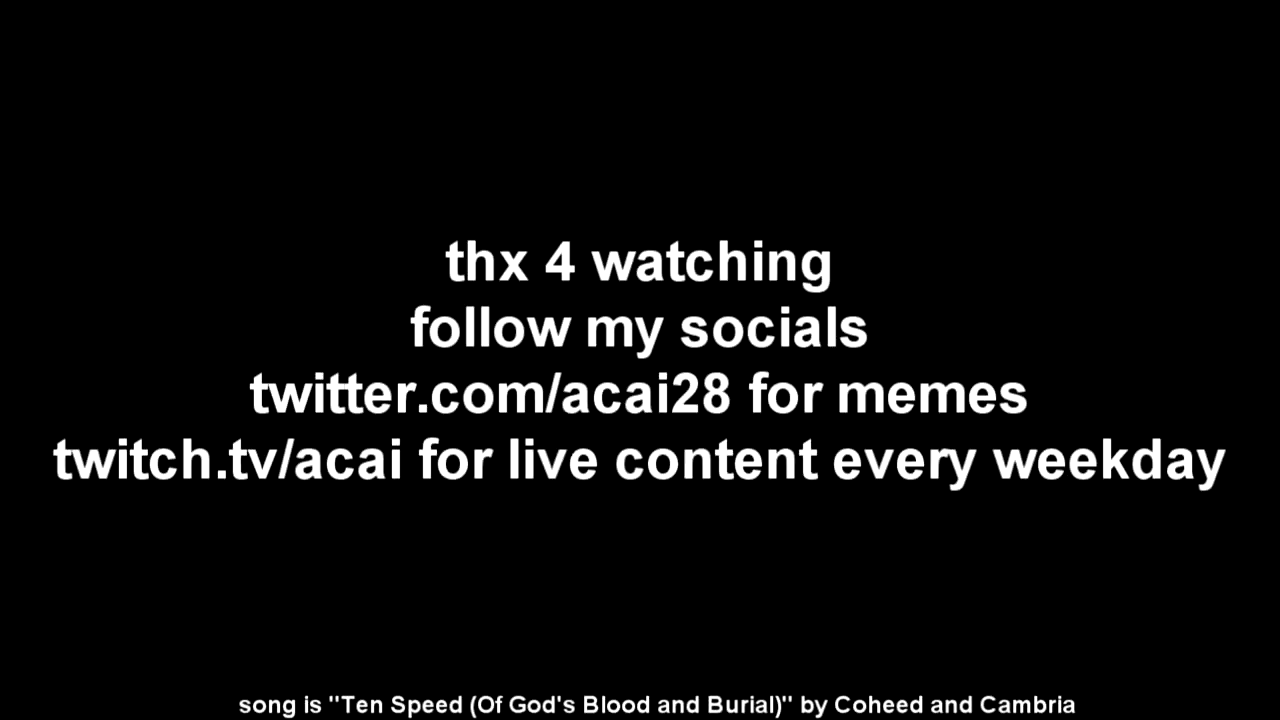 thx 4 watching
follow my socials
twitter.com/acai28 for memes
twitch.tv/acai for live content every weekday
song is "Ten Speed (Of God's Blood and Burial)" by Coheed and Cambria